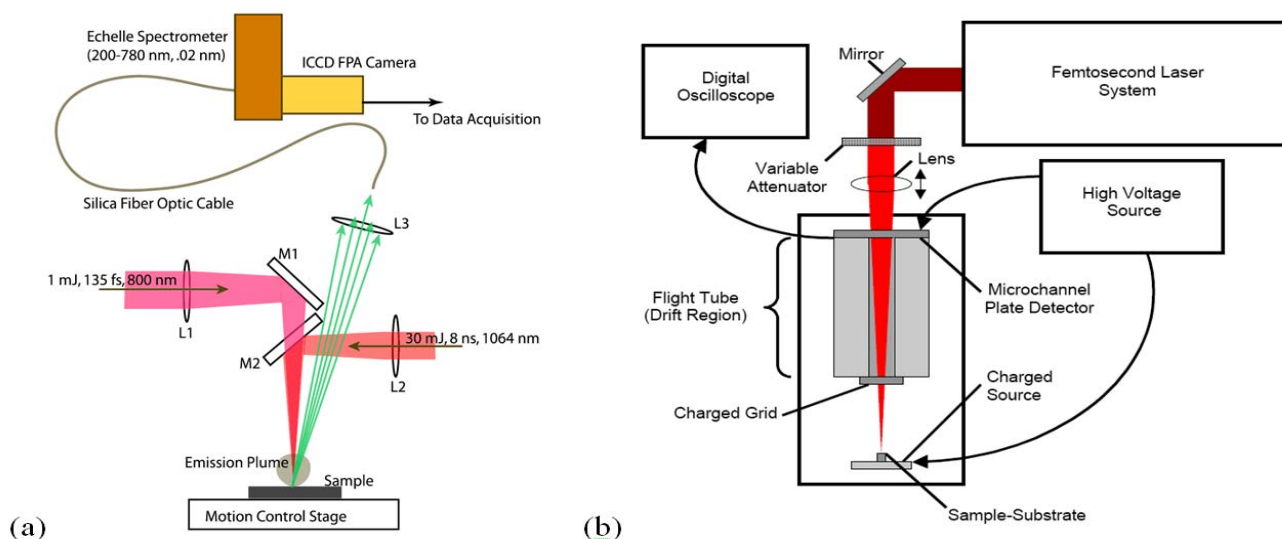 Echelle Spectrometer
(200-780 nm, .02 nm)
ICCD FPA Camera
To Data Acquisition
Silica Fiber Optic Cable
L3
M1
1 mJ, 135 fs, 800 nm
L1
M2
30 mJ, 8 ns, 1064 nm
L2
Emission Plume
Sample
Motion Control Stage
(a)
Digital
Oscilloscope
Mirror
Femtosecond Laser
System
Variable
Attenuator
Lens
High Voltage
Source
Flight Tube
(Drift Region)
Microchannel
Plate Detector
Charged Grid
Charged
Source
Sample-Substrate
(b)